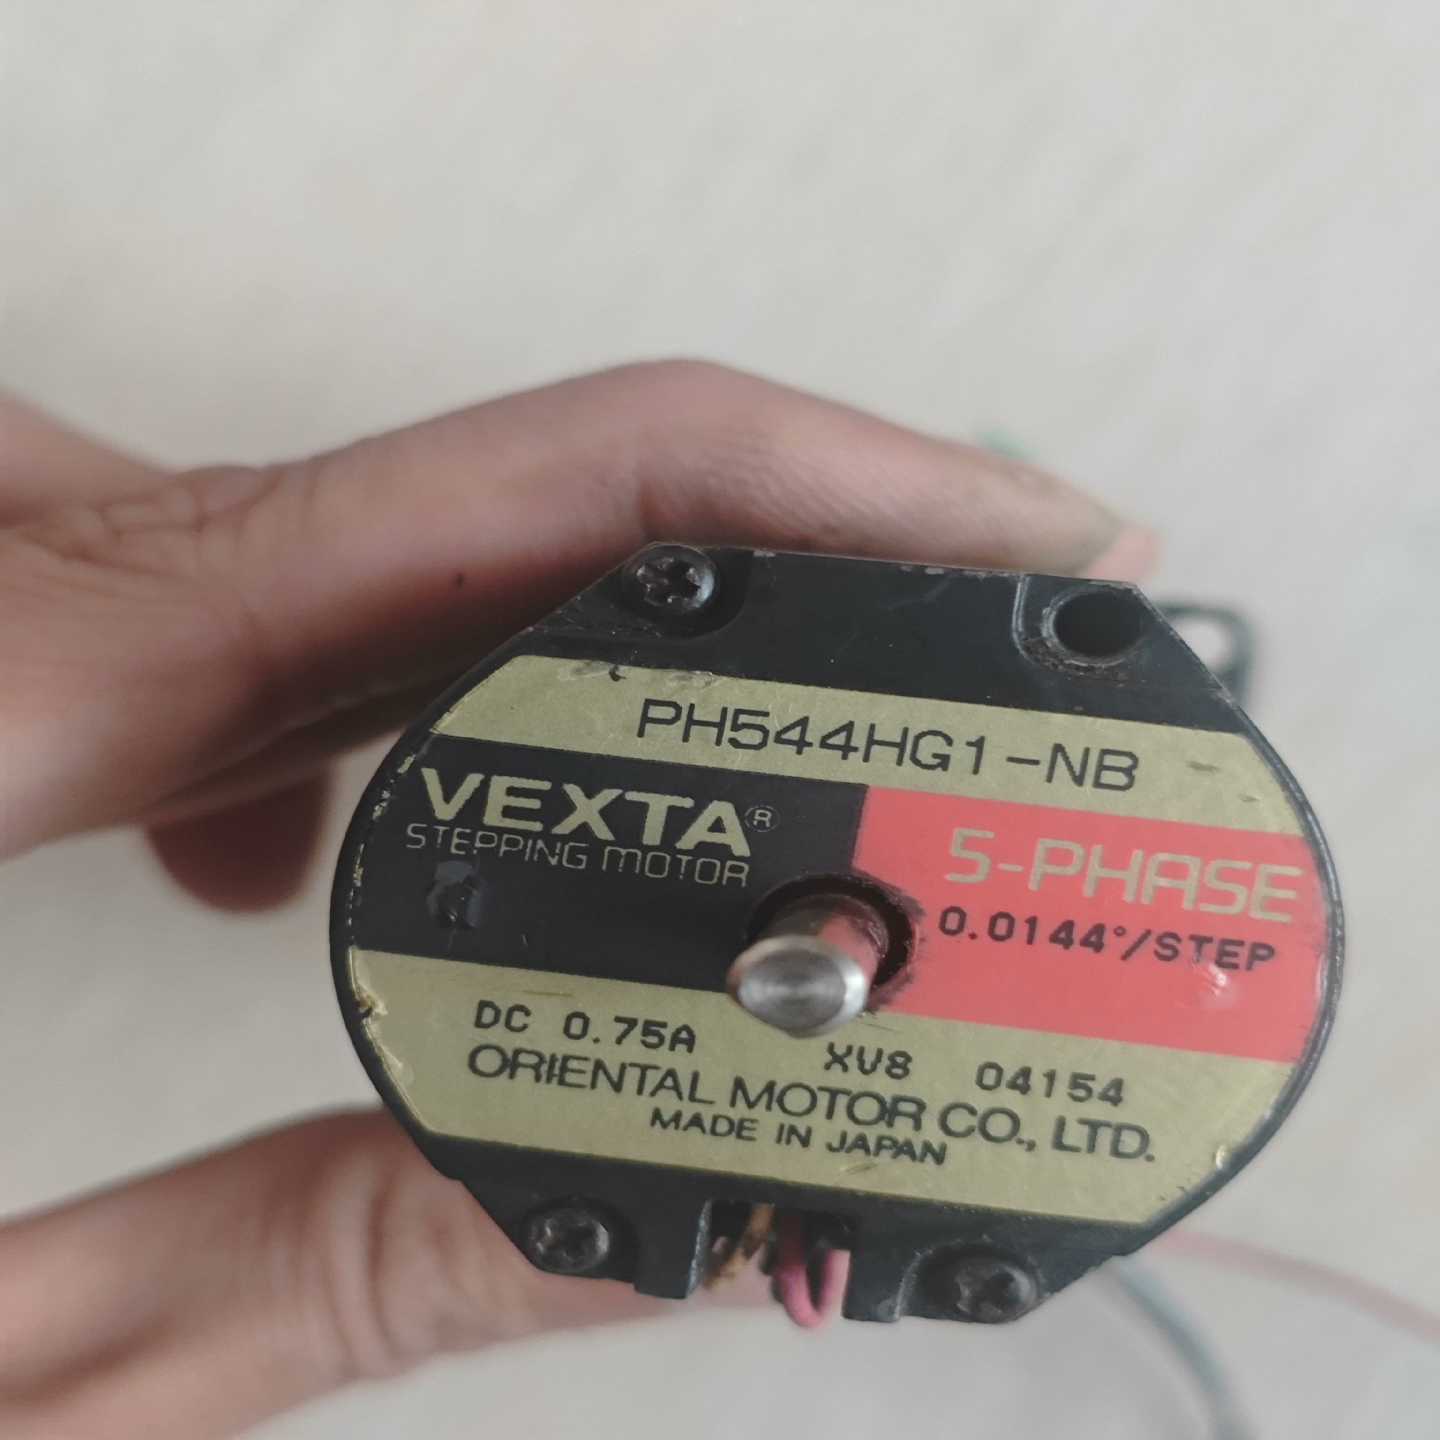 PH544HG1-NB
VEXTA®
STEPPING MOTOR
5-PHASE
0.0144°/STEP
DC 0.75A XV8 04154
ORIENTAL MOTOR CO., LTD.
MADE IN JAPAN